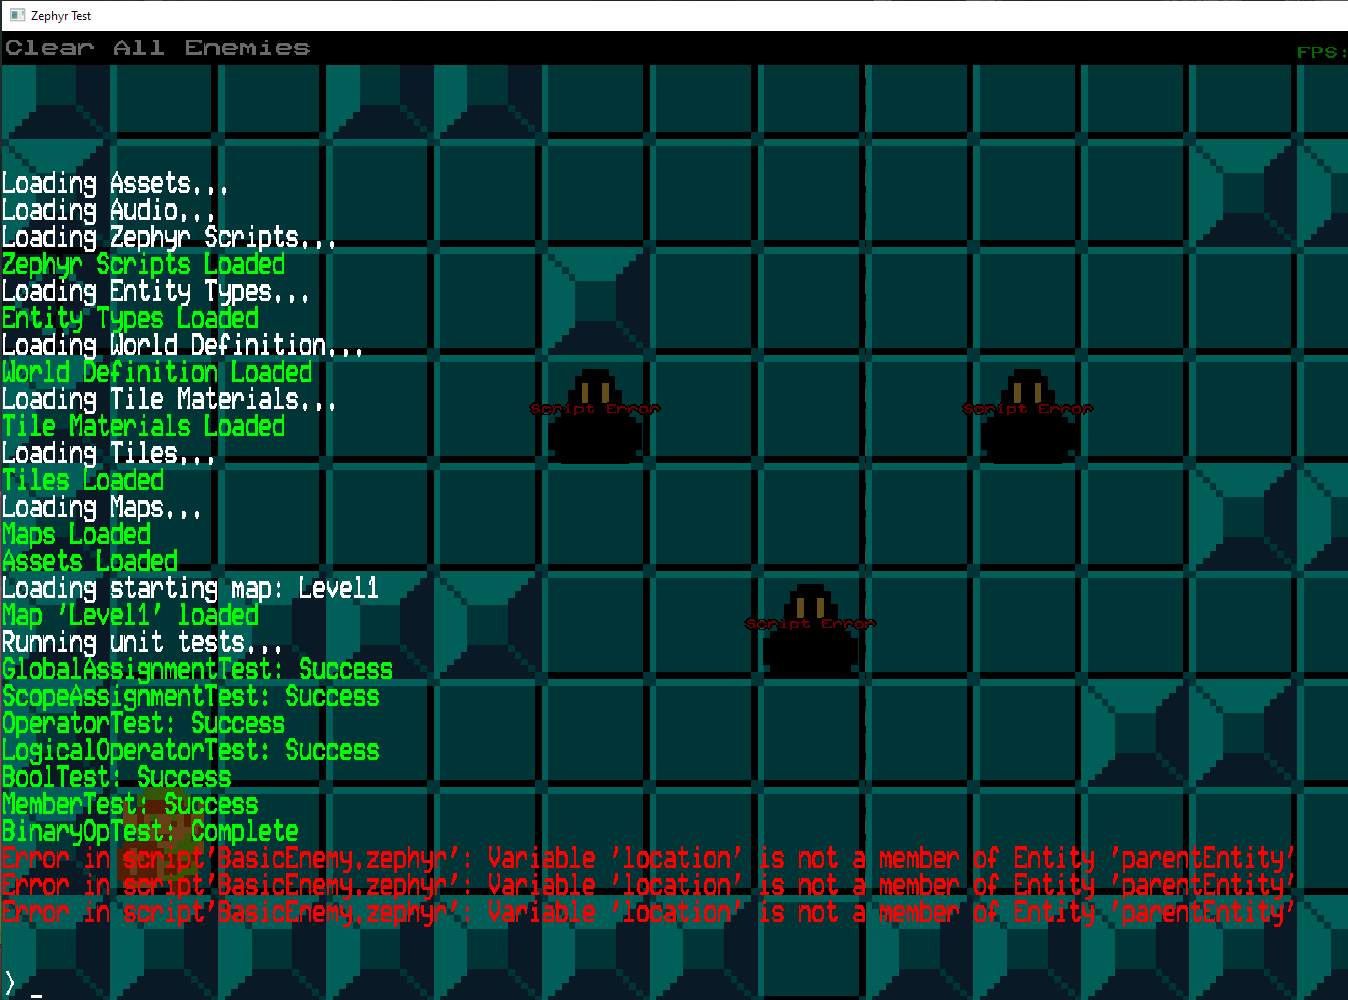 Zephyr Test
Clear All Enemies
FPS:
Loading Assets...
Loading Audio...
Loading Zephyr Scripts...
Zephyr Scripts Loaded
Loading Entity Types...
Entity Types Loaded
Loading World Definition...
World Definition Loaded
Loading Tile Materials...
Script Error
Script Error
Tile Materials Loaded
Loading Tiles...
Tiles Loaded
Loading Maps...
Maps Loaded
Assets Loaded
Loading starting map: Level1
Map 'Level1' loaded
Script Error
Running unit tests...
GlobalAssignmentTest: Success
ScopeAssignmentTest: Success
OperatorTest: Success
LogicalOperatorTest: Success
BoolTest: Success
MemberTest: Success
BinaryOpTest: Complete
Error in script'BasicEnemy.zephyr': Variable 'location' is not a member of Entity 'parentEntity'
Error in script'BasicEnemy.zephyr': Variable 'location' is not a member of Entity 'parentEntity'
Error in script'BasicEnemy.zephyr': Variable 'location' is not a member of Entity 'parentEntity'
> _